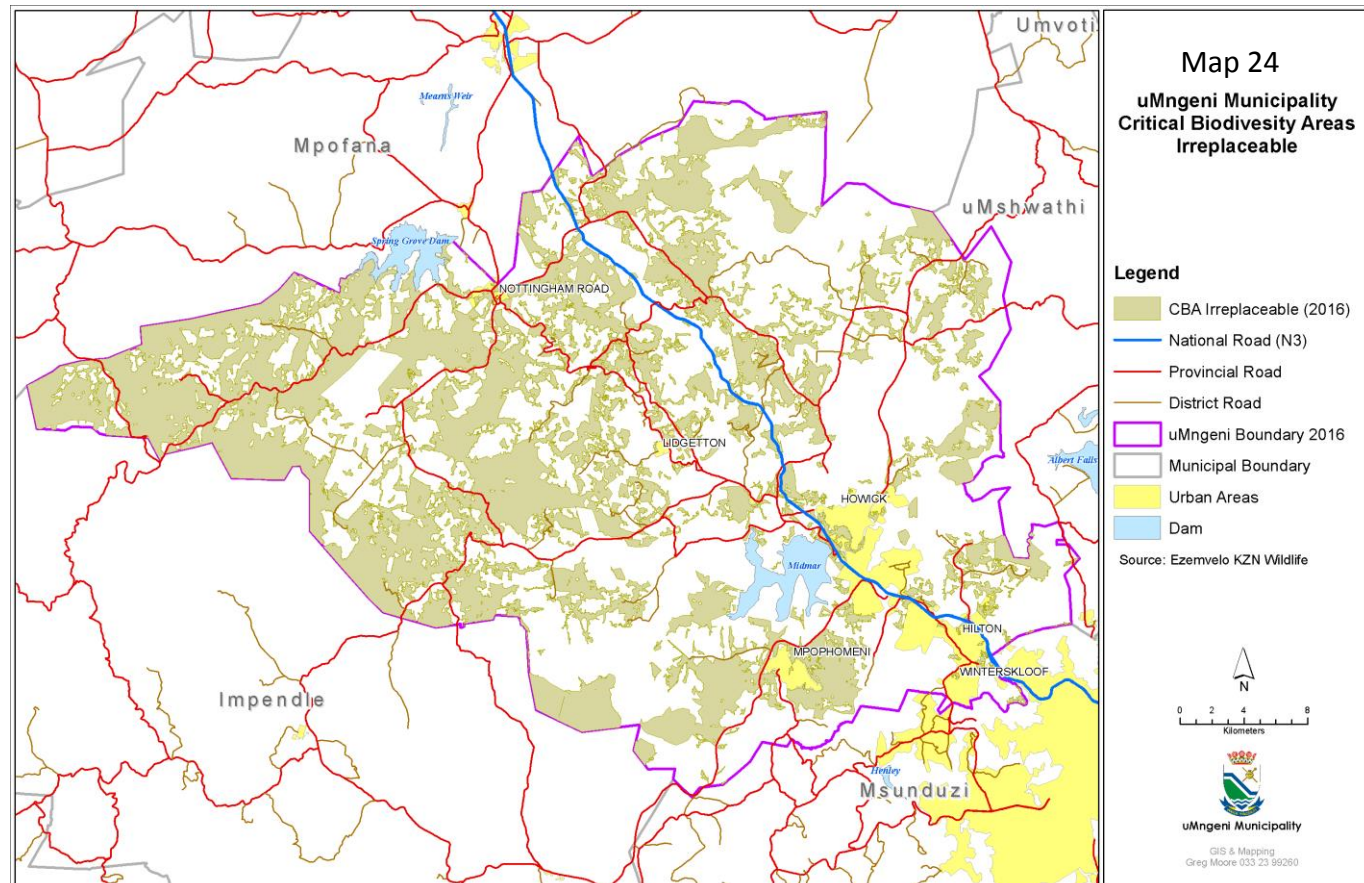 Umvoti
Mearns Weir
Mpofana
uMshwathi
Spring Grove Dam
NOTTINGHAM ROAD
LIDGETTON
Albert Falls
HOWICK
Midmar
HILTON
MPOPHOMENI
WINTERSKLOOF
Impendle
Henley
Msunduzi
Map 24
uMngeni Municipality
Critical Biodivesity Areas
Irreplaceable
Legend
CBA Irreplaceable (2016)
National Road (N3)
Provincial Road
District Road
uMngeni Boundary 2016
Municipal Boundary
Urban Areas
Dam
Source: Ezemvelo KZN Wildlife
N
0 2 4 8
Kilometers
uMngeni Municipality
GIS & Mapping
Greg Moore 033 23 99260